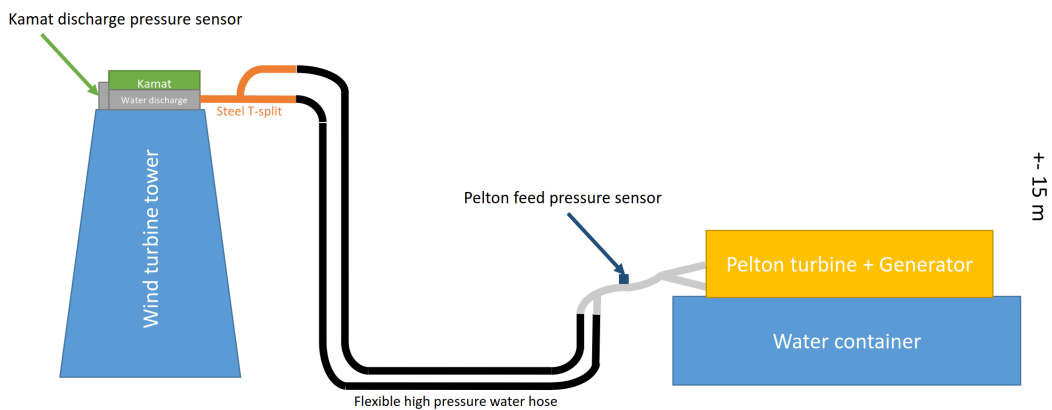 Kamat discharge pressure sensor
Kamat
Water discharge
Steel T-split
Wind turbine tower
Pelton feed pressure sensor
+- 15 m
Pelton turbine + Generator
Water container
Flexible high pressure water hose